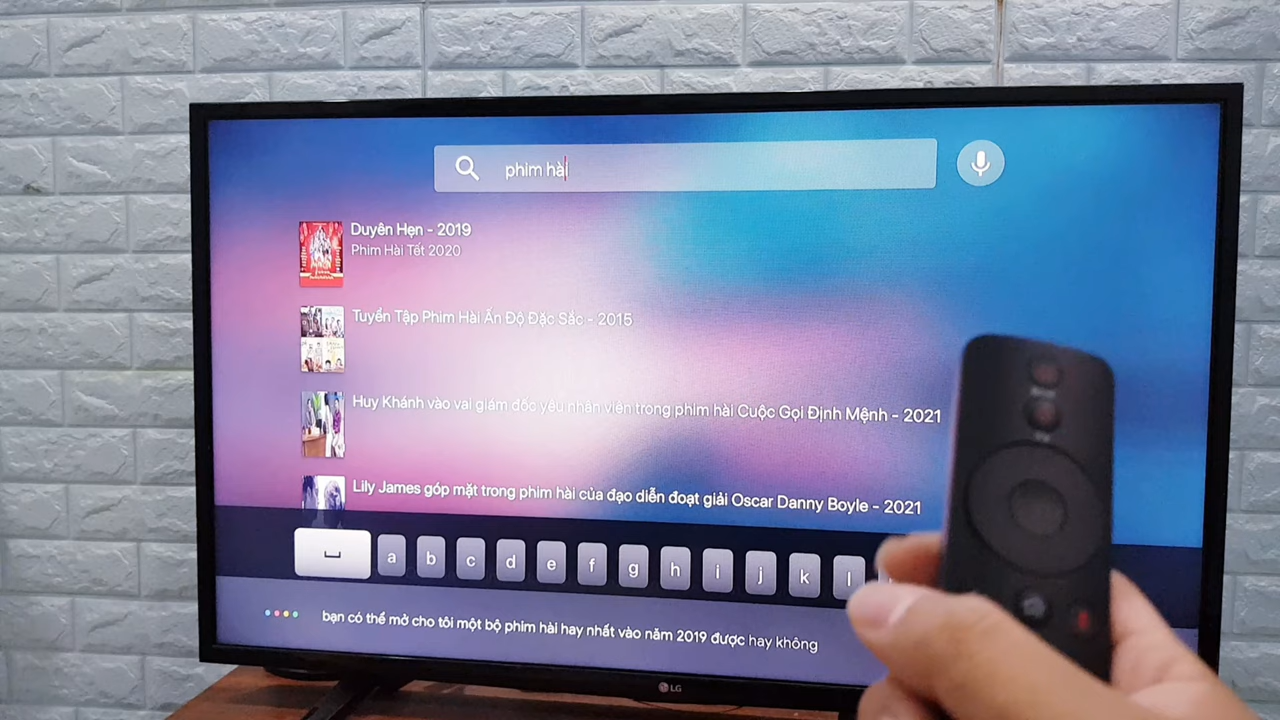 phim hài
Duyên Hẹn - 2019
Phim Hài Tết 2020
Tuyển Tập Phim Hài Ấn Độ Đặc Sắc - 2015
Huy Khánh vào vai giám đốc yêu nhân viên trong phim hài Cuộc Gọi Định Mệnh - 2021
Lily James góp mặt trong phim hài của đạo diễn đoạt giải Oscar Danny Boyle - 2021
a b c d e f g h i j k l
bạn có thể mở cho tôi một bộ phim hài hay nhất vào năm 2019 được hay không
LG